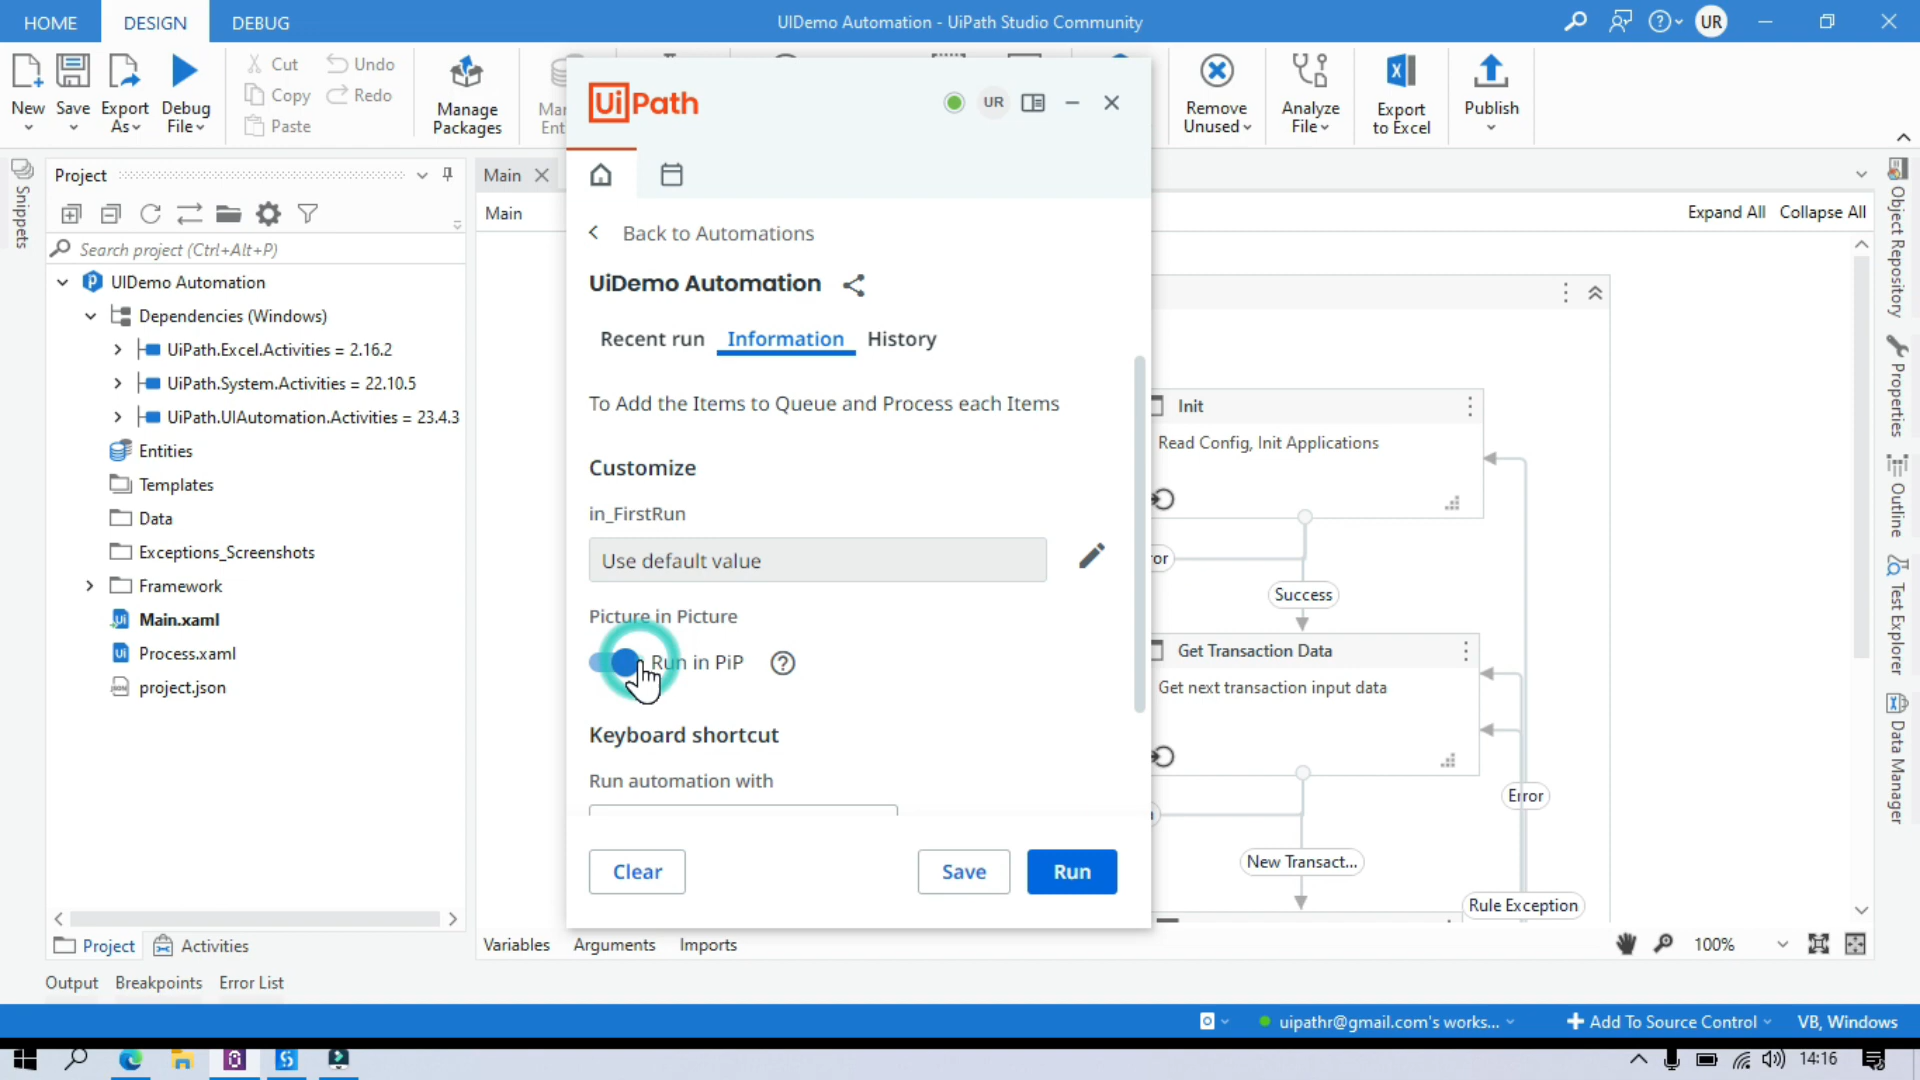 HOME
DESIGN
DEBUG
UIDemo Automation - UiPath Studio Community
UR
New
Save
Export
As
Debug
File
Cut
Copy
Paste
Undo
Redo
Manage
Packages
Remove
Unused
Analyze
File
Export
to Excel
Publish
Snippets
Project
Search project (Ctrl+Alt+P)
UIDemo Automation
Dependencies (Windows)
UiPath.Excel.Activities = 2.16.2
UiPath.System.Activities = 22.10.5
UiPath.UIAutomation.Activities = 23.4.3
Entities
Templates
Data
Exceptions_Screenshots
Framework
Main.xaml
Process.xaml
project.json
Project
Activities
Output
Breakpoints
Error List
Main
Main
Expand All
Collapse All
UiPath
UR
Back to Automations
UiDemo Automation
Recent run
Information
History
To Add the Items to Queue and Process each Items
Customize
in_FirstRun
Use default value
Picture in Picture
Run in PiP
Keyboard shortcut
Run automation with
Clear
Save
Run
Init
Read Config, Init Applications
Success
Get Transaction Data
Get next transaction input data
Error
New Transact...
Rule Exception
Variables
Arguments
Imports
100%
Object Repository
Properties
Outline
Test Explorer
Data Manager
uipathr@gmail.com's works...
Add To Source Control
VB, Windows
14:16